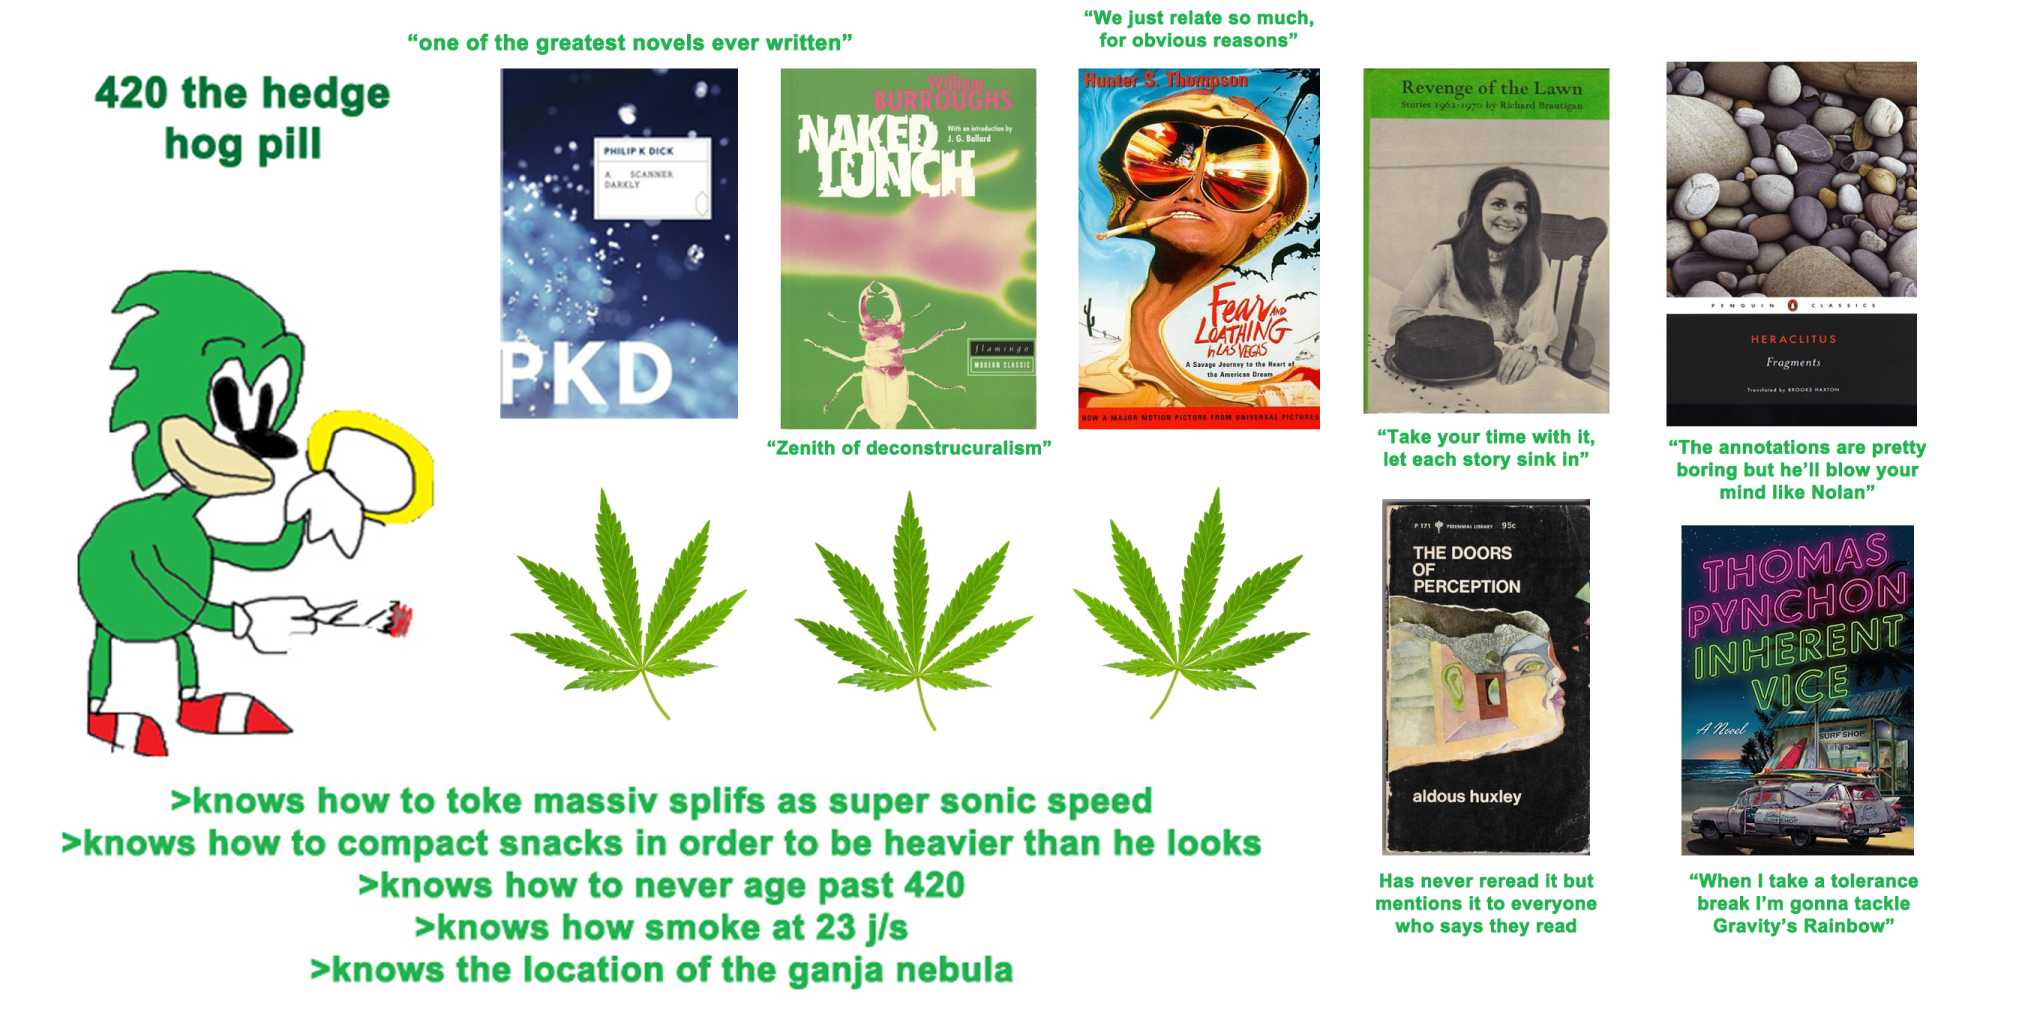 420 the hedge
hog pill
“one of the greatest novels ever written”
PHILIP K DICK
A SCANNER
DARKLY
PKD
William
BURROUGHS
NAKED
LUNCH
With an introduction by
J. G. Ballard
flamingo
MODERN CLASSIC
“Zenith of deconstrucuralism”
“We just relate so much,
for obvious reasons”
Hunter S. Thompson
Fear AND
LOATHING
in LAS VEGAS
A Savage Journey to the Heart of
the American Dream
NOW A MAJOR MOTION PICTURE FROM UNIVERSAL PICTURES
Revenge of the Lawn
Stories 1962-1970 by Richard Brautigan
“Take your time with it,
let each story sink in”
PENGUIN CLASSICS
HERACLITUS
Fragments
Translated by BROOKS HAXTON
“The annotations are pretty
boring but he’ll blow your
mind like Nolan”
P 171 PERENNIAL LIBRARY 95c
THE DOORS
OF
PERCEPTION
aldous huxley
Has never reread it but
mentions it to everyone
who says they read
THOMAS
PYNCHON
INHERENT
VICE
A Novel
SURF SHOP
SURF SHOP
“When I take a tolerance
break I’m gonna tackle
Gravity’s Rainbow”
>knows how to toke massiv splifs as super sonic speed
>knows how to compact snacks in order to be heavier than he looks
>knows how to never age past 420
>knows how smoke at 23 j/s
>knows the location of the ganja nebula